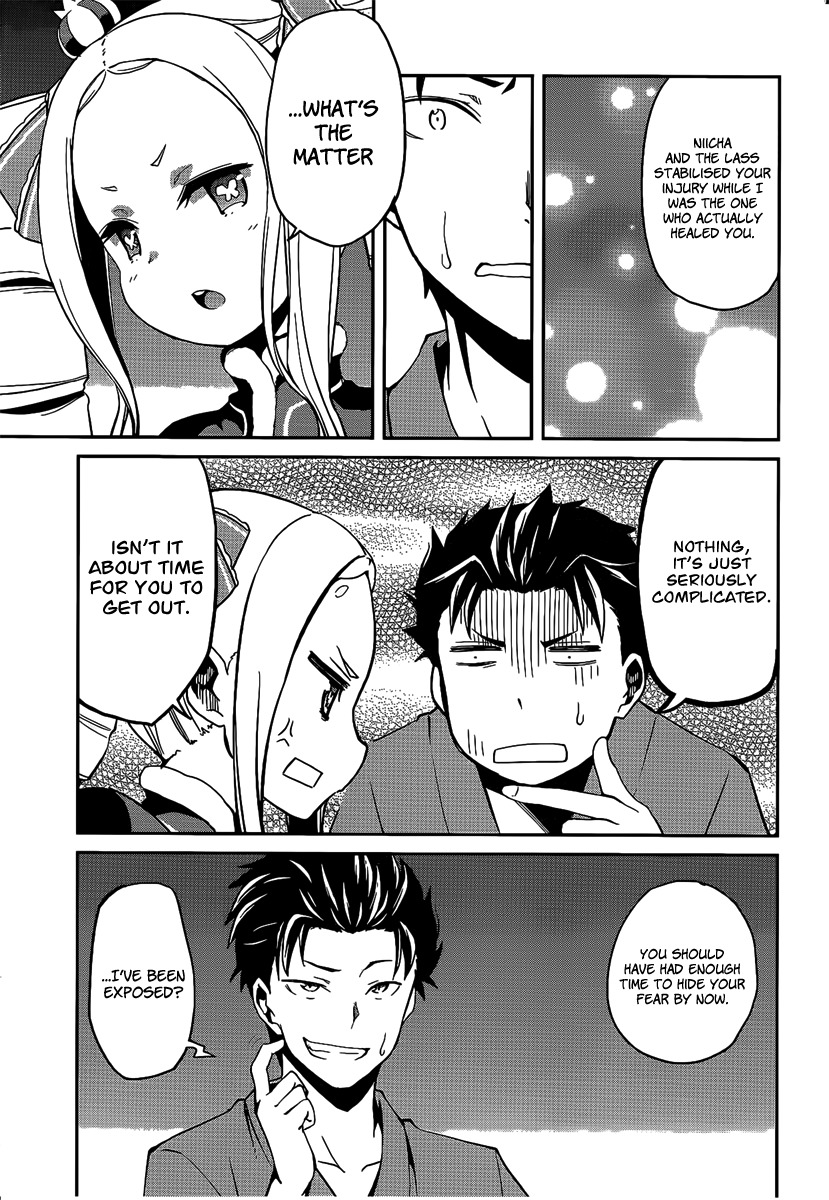 NIICHA
AND THE LASS
STABILISED YOUR
INJURY WHILE I
WAS THE ONE
WHO ACTUALLY
HEALED YOU.
...WHAT'S
THE
MATTER
NOTHING,
IT'S JUST
SERIOUSLY
COMPLICATED.
ISN'T IT
ABOUT TIME
FOR YOU TO
GET OUT.
YOU SHOULD
HAVE HAD ENOUGH
TIME TO HIDE YOUR
FEAR BY NOW.
...I'VE BEEN
EXPOSED?